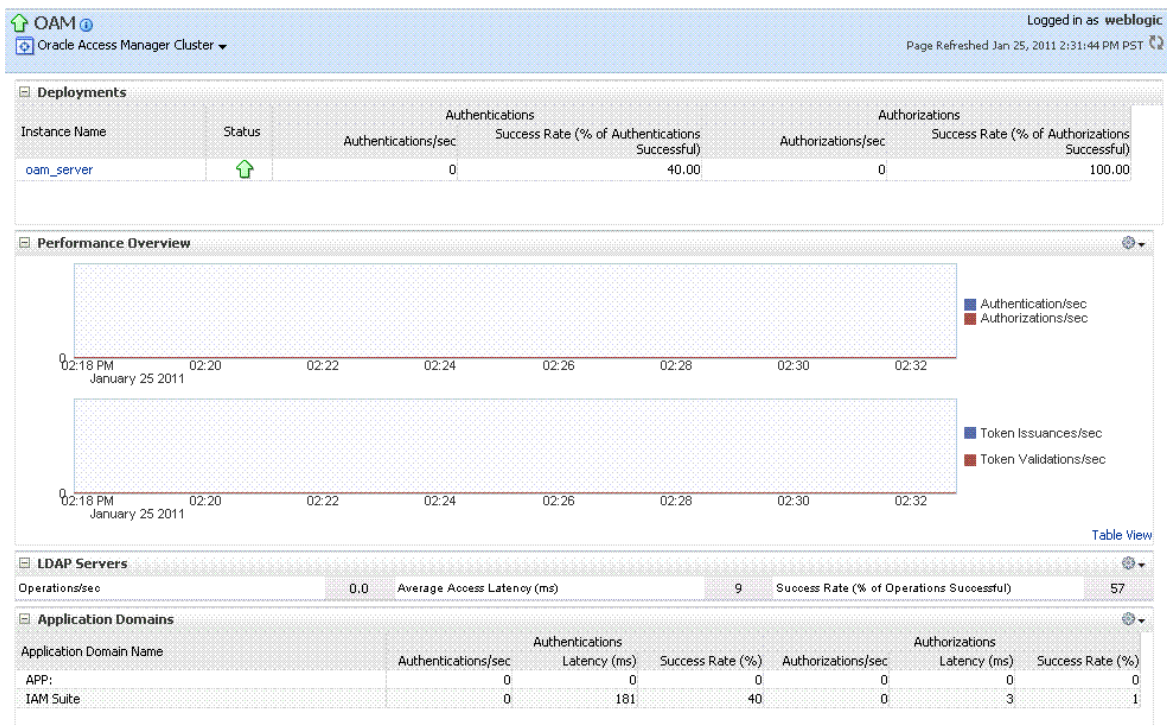 OAM
Logged in as weblogic
Oracle Access Manager Cluster
Page Refreshed Jan 25, 2011 2:31:44 PM PST
Deployments
Authentications Authorizations
Instance Name Status Authentications/sec Success Rate (% of Authentications Successful) Authorizations/sec Success Rate (% of Authorizations Successful)
oam_server 0 40.00 0 100.00
Performance Overview
Authentication/sec
Authorizations/sec
0
02:18 PM 02:20 02:22 02:24 02:26 02:28 02:30 02:32
January 25 2011
Token Issuances/sec
Token Validations/sec
0
02:18 PM 02:20 02:22 02:24 02:26 02:28 02:30 02:32
January 25 2011
Table View
LDAP Servers
Operations/sec 0.0 Average Access Latency (ms) 9 Success Rate (% of Operations Successful) 57
Application Domains
Authentications Authorizations
Application Domain Name Authentications/sec Latency (ms) Success Rate (%) Authorizations/sec Latency (ms) Success Rate (%)
APP: 0 0 0 0 0 0
IAM Suite 0 181 40 0 3 1